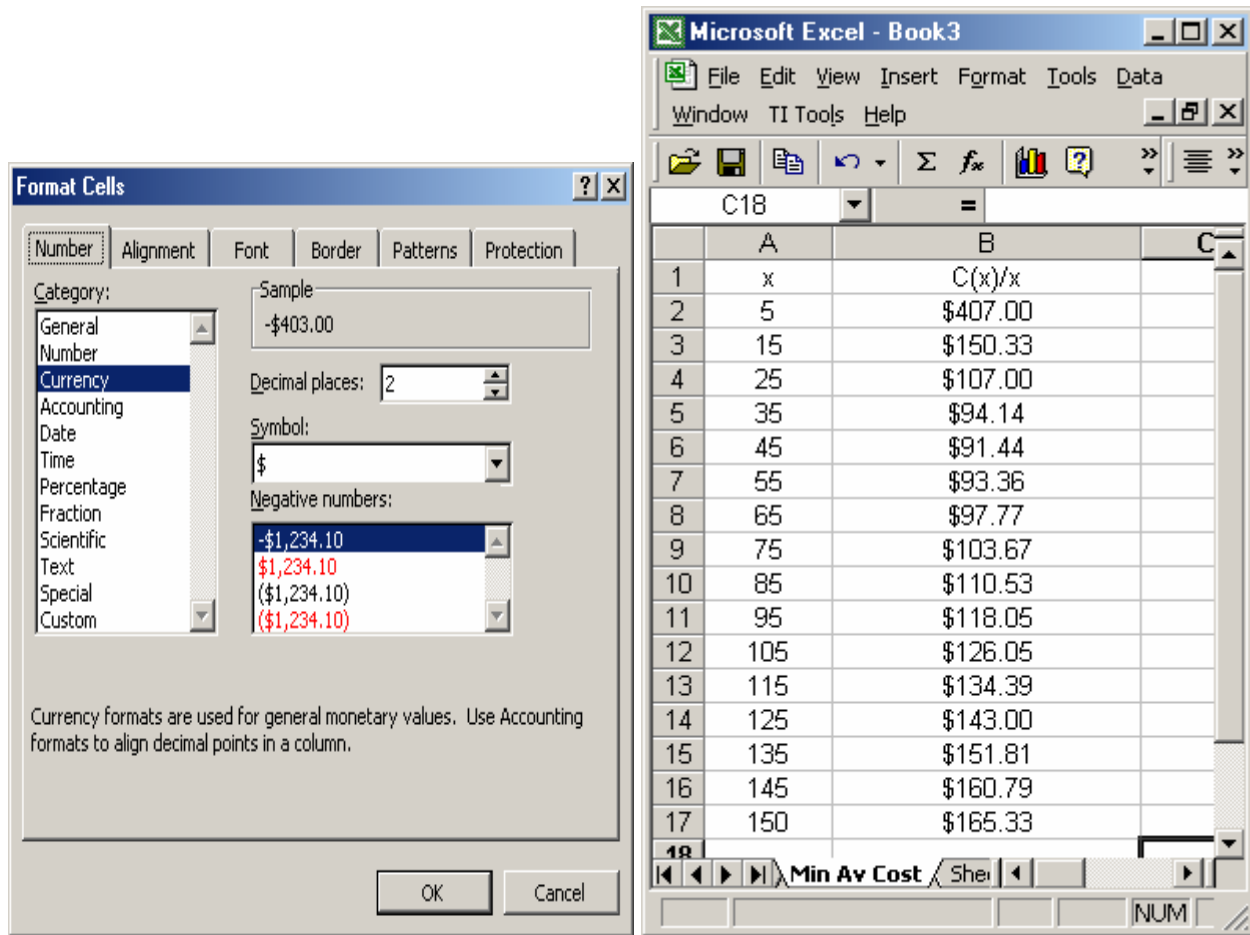 Format Cells
Number Alignment Font Border Patterns Protection
Category:
General
Number
Currency
Accounting
Date
Time
Percentage
Fraction
Scientific
Text
Special
Custom
Sample
-$403.00
Decimal places: 2
Symbol:
$
Negative numbers:
-$1,234.10
$1,234.10
($1,234.10)
($1,234.10)
Currency formats are used for general monetary values. Use Accounting
formats to align decimal points in a column.
OK Cancel
Microsoft Excel - Book3
File Edit View Insert Format Tools Data
Window TI Tools Help
C18 =
A B C
1 x C(x)/x
2 5 $407.00
3 15 $150.33
4 25 $107.00
5 35 $94.14
6 45 $91.44
7 55 $93.36
8 65 $97.77
9 75 $103.67
10 85 $110.53
11 95 $118.05
12 105 $126.05
13 115 $134.39
14 125 $143.00
15 135 $151.81
16 145 $160.79
17 150 $165.33
18
Min Av Cost She
NUM